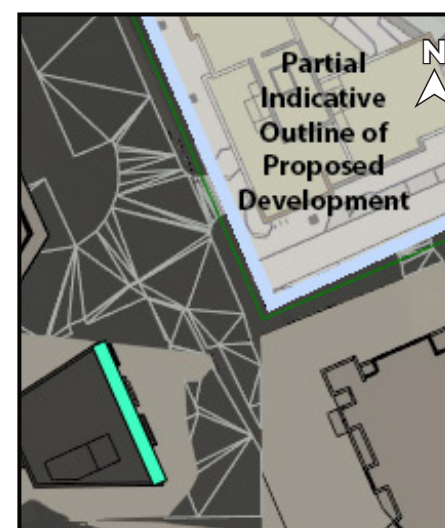 Partial
Indicative
Outline of
Proposed
Development
N